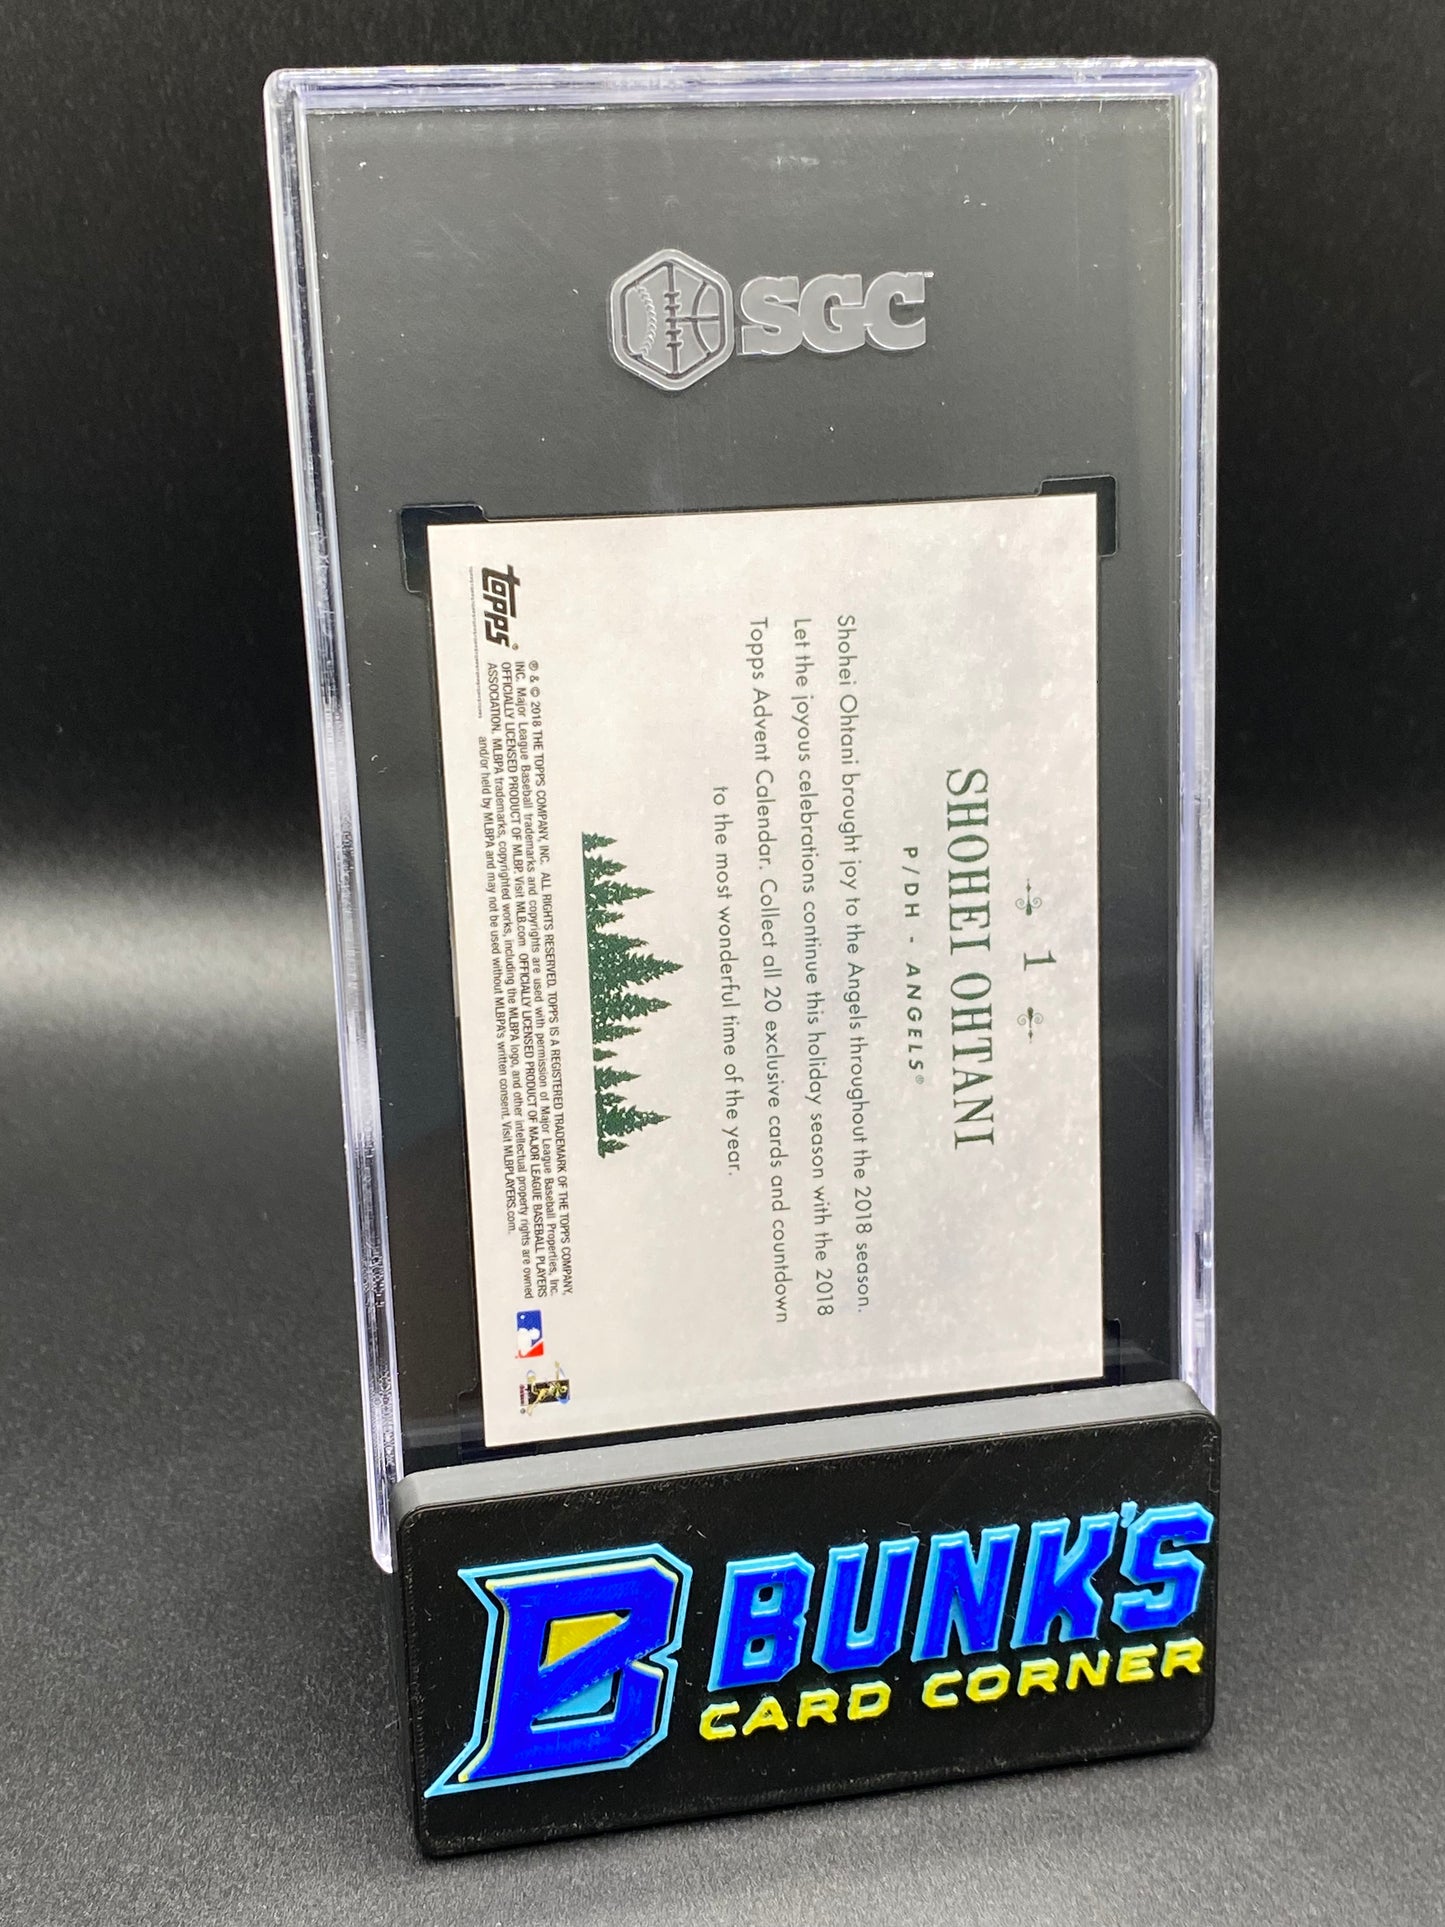 SGC
1
SHOHEI OHTANI
P/DH - ANGELS®
Shohei Ohtani brought joy to the Angels throughout the 2018 season.
Let the joyous celebrations continue this holiday season with the 2018
Topps Advent Calendar. Collect all 20 exclusive cards and countdown
to the most wonderful time of the year.
topps®
® & © 2018 THE TOPPS COMPANY, INC. ALL RIGHTS RESERVED. TOPPS IS A REGISTERED TRADEMARK OF THE TOPPS COMPANY,
INC. Major League Baseball trademarks and copyrights are used with permission of Major League Baseball Properties, Inc.
OFFICIALLY LICENSED PRODUCT OF MLBP. Visit MLB.com OFFICIALLY LICENSED PRODUCT OF MAJOR LEAGUE BASEBALL PLAYERS
ASSOCIATION. MLBPA trademarks, copyrighted works, including the MLBPA logo, and other intellectual property rights are owned
and/or held by MLBPA and may not be used without MLBPA's written consent. Visit MLBPLAYERS.com.
B
BUNK'S
CARD CORNER